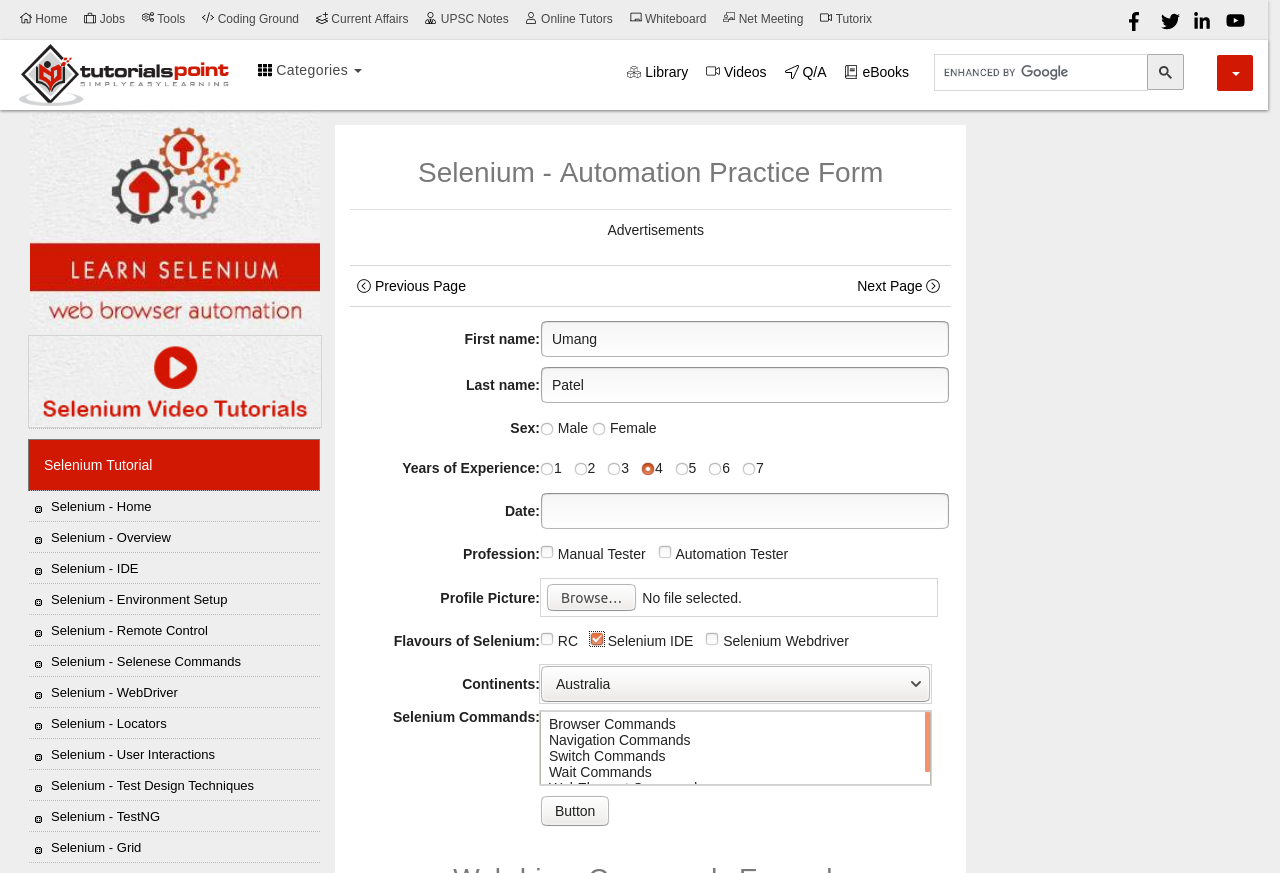 Home Jobs Tools Coding Ground Current Affairs UPSC Notes Online Tutors Whiteboard Net Meeting Tutorix
tutorialspoint
SIMPLYEASYLEARNING
Categories
Library Videos Q/A eBooks
ENHANCED BY Google
LEARN SELENIUM
web browser automation
Selenium Video Tutorials
Selenium Tutorial
Selenium - Home
Selenium - Overview
Selenium - IDE
Selenium - Environment Setup
Selenium - Remote Control
Selenium - Selenese Commands
Selenium - WebDriver
Selenium - Locators
Selenium - User Interactions
Selenium - Test Design Techniques
Selenium - TestNG
Selenium - Grid
Selenium - Automation Practice Form
Advertisements
Previous Page Next Page
First name: Umang
Last name: Patel
Sex: Male Female
Years of Experience: 1 2 3 4 5 6 7
Date:
Profession: Manual Tester Automation Tester
Profile Picture: Browse... No file selected.
Flavours of Selenium: RC Selenium IDE Selenium Webdriver
Continents: Australia
Selenium Commands: Browser Commands
Navigation Commands
Switch Commands
Wait Commands
Button